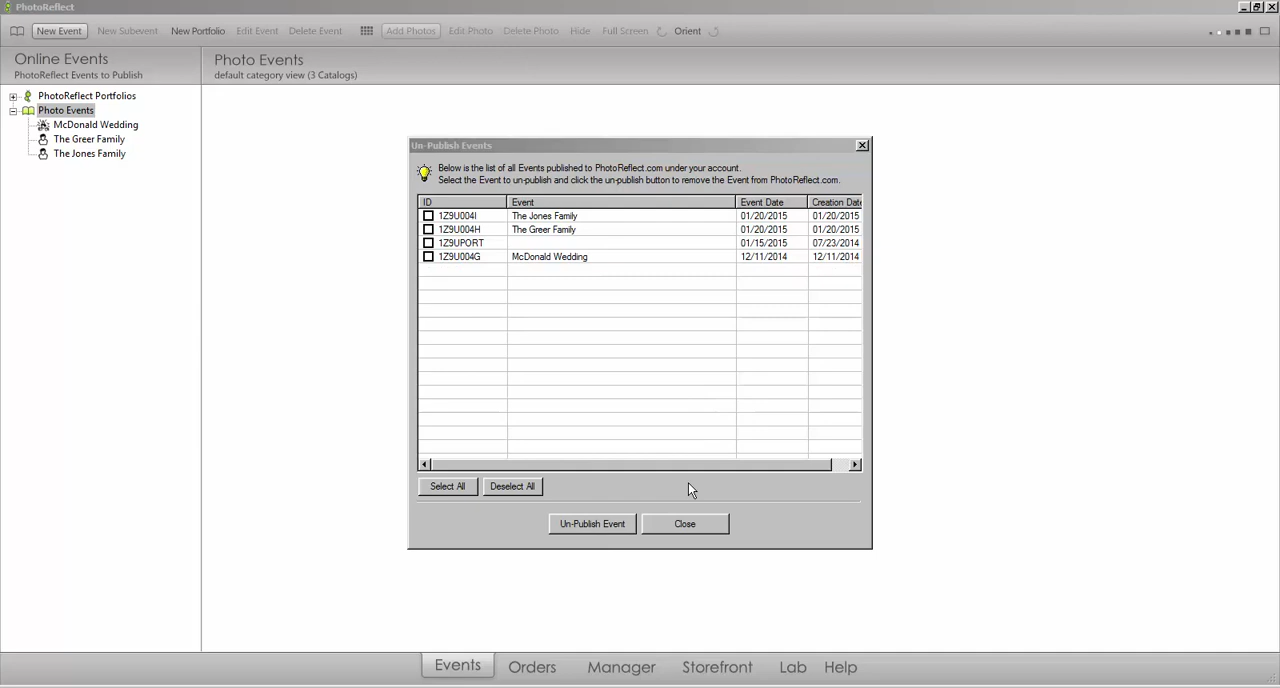 PhotoReflect
New Event New Subevent New Portfolio Edit Event Delete Event Add Photos Edit Photo Delete Photo Hide Full Screen Orient
Online Events
PhotoReflect Events to Publish
Photo Events
default category view (3 Catalogs)
PhotoReflect Portfolios
Photo Events
McDonald Wedding
The Greer Family
The Jones Family
Un-Publish Events
Below is the list of all Events published to PhotoReflect.com under your account.
Select the Event to un-publish and click the un-publish button to remove the Event from PhotoReflect.com.
ID Event Event Date Creation Date
1Z9U004I The Jones Family 01/20/2015 01/20/2015
1Z9U004H The Greer Family 01/20/2015 01/20/2015
1Z9UPORT 01/15/2015 07/23/2014
1Z9U004G McDonald Wedding 12/11/2014 12/11/2014
Select All Deselect All
Un-Publish Event Close
Events Orders Manager Storefront Lab Help